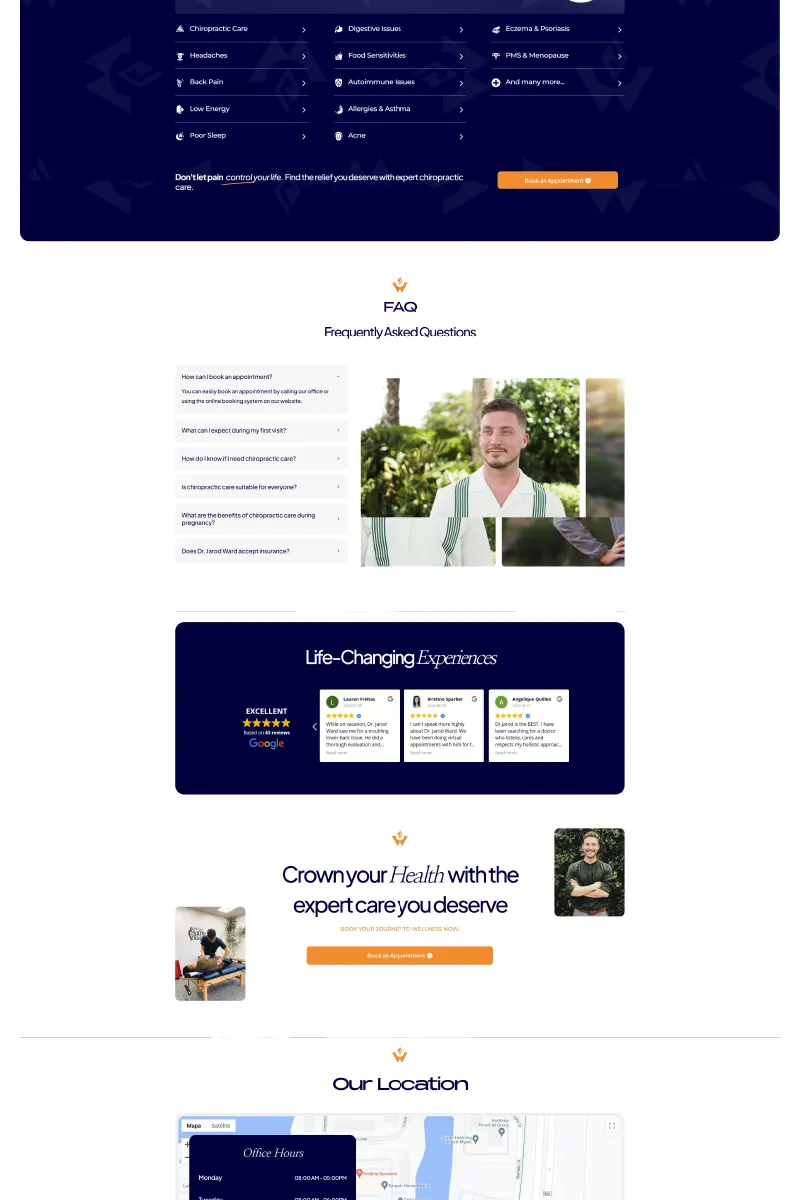 Chiropractic Care
Headaches
Back Pain
Low Energy
Poor Sleep
Digestive Issues
Food Sensitivities
Autoimmune Issues
Allergies & Asthma
Acne
Eczema & Psoriasis
PMS & Menopause
And many more...
Don't let pain control your life. Find the relief you deserve with expert chiropractic
care.
Book an Appointment
FAQ
Frequently Asked Questions
How can I book an appointment?
You can easily book an appointment by calling our office or
using the online booking system on our website.
What can I expect during my first visit?
How do I know if I need chiropractic care?
Is chiropractic care suitable for everyone?
What are the benefits of chiropractic care during
pregnancy?
Does Dr. Jarod Ward accept insurance?
Life-Changing Experiences
EXCELLENT
Based on 43 reviews
Google
Lauren Freitas
While on vacation, Dr. Jarod
Ward saw me for a troubling
lower back issue. He did a
thorough evaluation and...
Read more
Kristina Sparber
I can't speak more highly
about Dr. Jarod Ward. We
have been doing virtual
appointments with him for t...
Read more
Angelique Quillen
Dr.Jarod is the BEST. I have
been searching for a doctor
who listens, cares and
respects my holistic approac...
Read more
Crown your Health with the
expert care you deserve
BOOK YOUR JOURNEY TO WELLNESS NOW.
Book an Appointment
Our Location
Mapa
Satélite
Office Hours
Monday
08:00 AM - 05:00PM
Financial Group